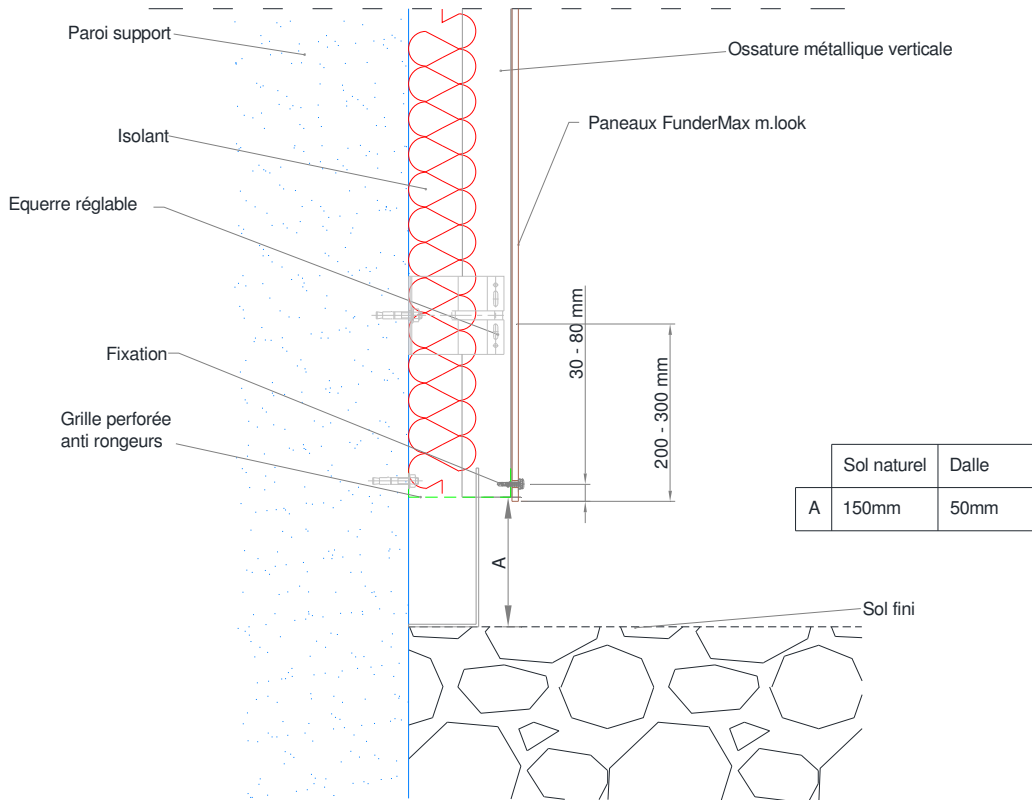 Paroi support
Ossature métallique verticale
Paneaux FunderMax m.look
Isolant
Equerre réglable
30 - 80 mm
200 - 300 mm
Fixation
Grille perforée
anti rongeurs
Sol naturel Dalle
A 150mm 50mm
A
Sol fini